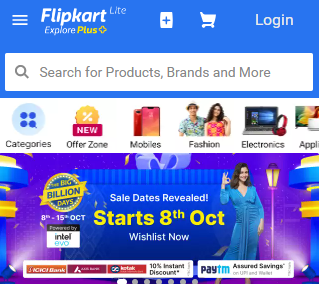 Flipkart Lite
Explore Plus
Login
Search for Products, Brands and More
NEW
Categories
Offer Zone
Mobiles
Fashion
Electronics
Appli
THE BIG
BILLION
DAYS
8th - 15th OCT
Powered by
intel
evo
Sale Dates Revealed!
Starts 8th Oct
Wishlist Now
ICICI Bank
AXIS BANK
kotak
10% Instant
Discount*
paytm
Assured Savings*
on UPI and Wallet